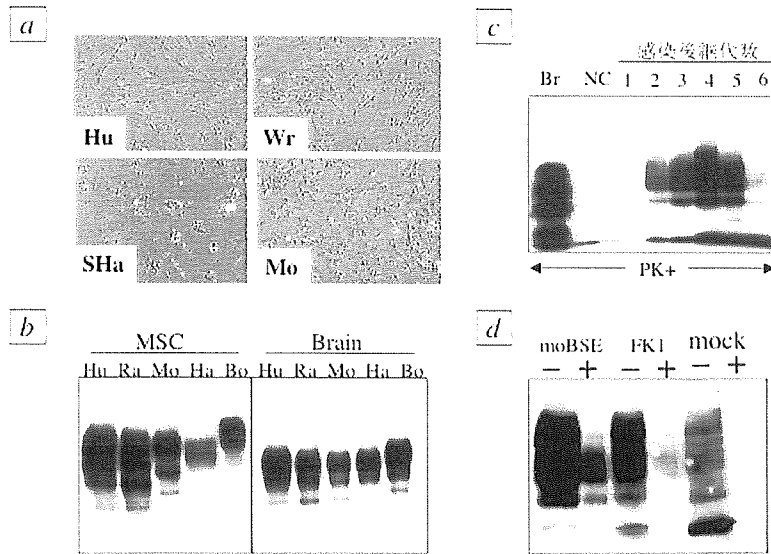 a
Hu
Wr
SHa
Mo
b
MSC
Brain
Hu Ra Mo Ha Bo
Hu Ra Mo Ha Bo
c
感染後継代数
Br NC 1 2 3 4 5 6
PK+
d
moBSE FK1 mock
− + − + − +